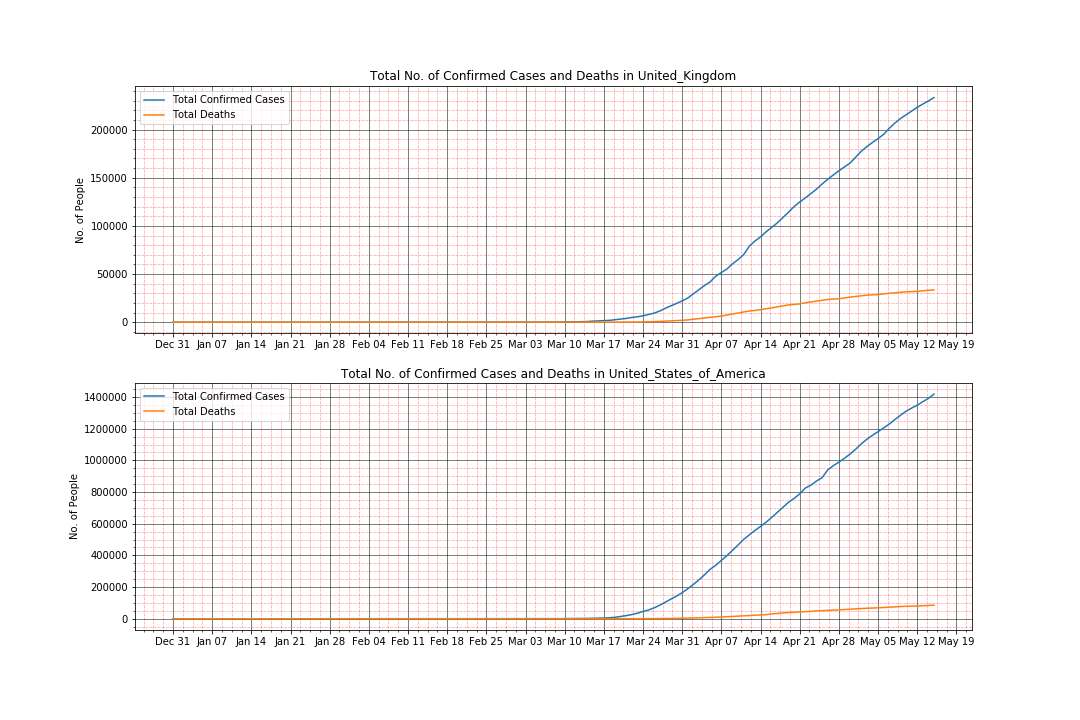 Total No. of Confirmed Cases and Deaths in United_Kingdom
Total Confirmed Cases
Total Deaths
No. of People
200000
150000
100000
50000
0
Dec 31 Jan 07 Jan 14 Jan 21 Jan 28 Feb 04 Feb 11 Feb 18 Feb 25 Mar 03 Mar 10 Mar 17 Mar 24 Mar 31 Apr 07 Apr 14 Apr 21 Apr 28 May 05 May 12 May 19
Total No. of Confirmed Cases and Deaths in United_States_of_America
Total Confirmed Cases
Total Deaths
No. of People
1400000
1200000
1000000
800000
600000
400000
200000
0
Dec 31 Jan 07 Jan 14 Jan 21 Jan 28 Feb 04 Feb 11 Feb 18 Feb 25 Mar 03 Mar 10 Mar 17 Mar 24 Mar 31 Apr 07 Apr 14 Apr 21 Apr 28 May 05 May 12 May 19